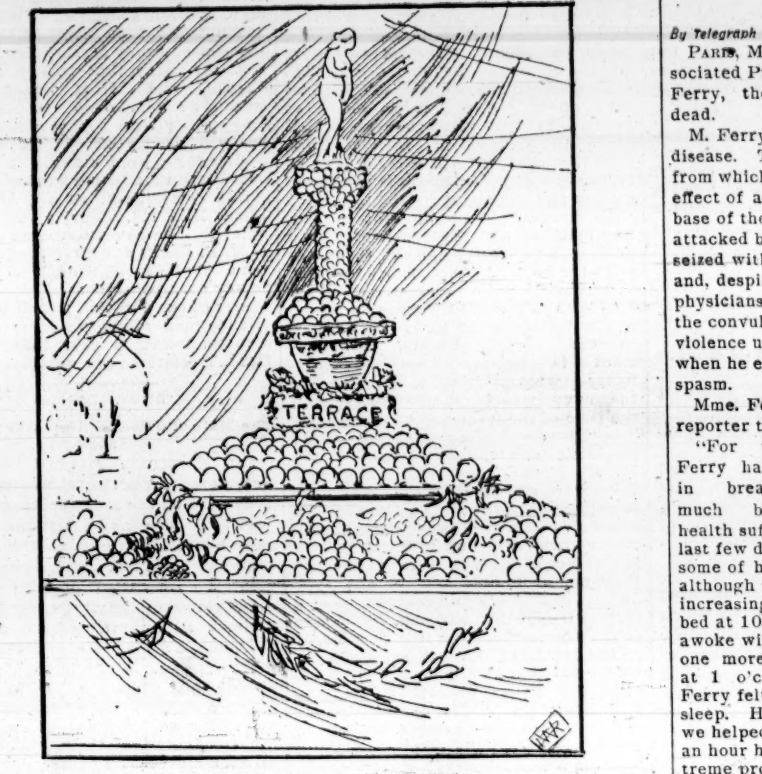 TERRACE
By Telegraph
PARIS, M
sociated P
Ferry, the
dead.
M. Ferry
disease. T
from which
effect of a
base of the
attacked b
seized with
and, despi
physicians
the convul
violence u
when he e
spasm.
Mme. Fe
reporter t
"For
Ferry ha
in brea
much b
health suf
last few d
some of h
although
increasing
bed at 10
awoke wi
one more
at 1 o'c
Ferry felt
sleep. H
we helped
an hour h
treme pro